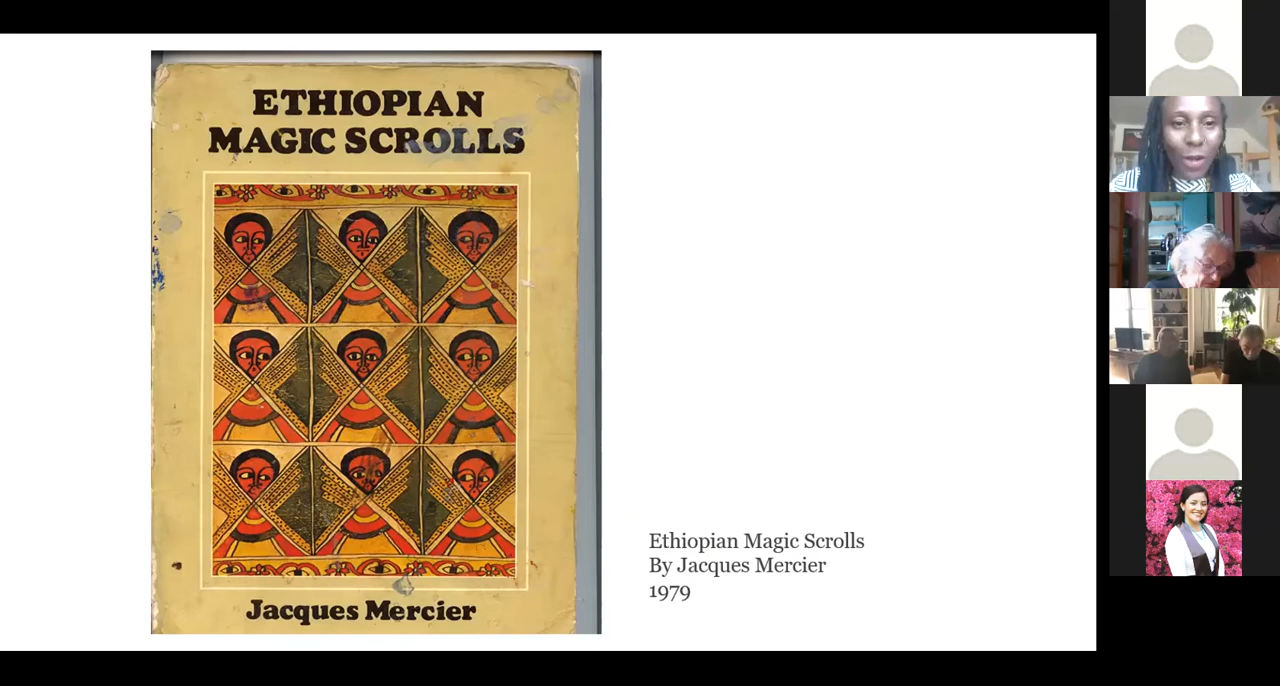 ETHIOPIAN
MAGIC SCROLLS
Jacques Mercier
Ethiopian Magic Scrolls
By Jacques Mercier
1979